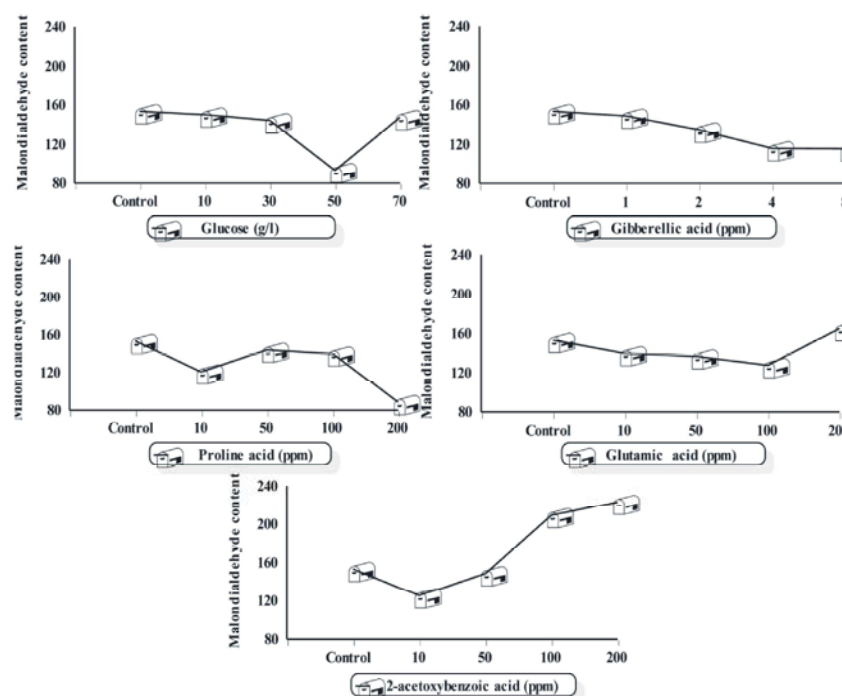 Malondialdehyde content
240
200
160
120
80
Control 10 30 50 70
Glucose (g/l)
Malondialdehyde content
240
200
160
120
80
Control 1 2 4
Gibberellic acid (ppm)
Malondialdehyde content
240
200
160
120
80
Control 10 50 100 200
Proline acid (ppm)
Malondialdehyde content
240
200
160
120
80
Control 10 50 100
Glutamic acid (ppm)
Malondialdehyde content
240
200
160
120
80
Control 10 50 100 200
2-acetoxybenzoic acid (ppm)